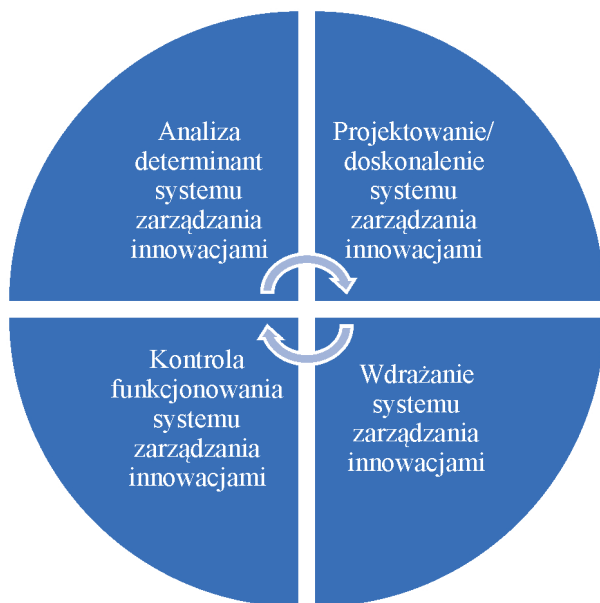 Analiza
determinant
systemu
zarządzania
innowacjami
Projektowanie/
doskonalenie
systemu
zarządzania
innowacjami
Kontrola
funkcjonowania
systemu
zarządzania
innowacjami
Wdrażanie
systemu
zarządzania
innowacjami